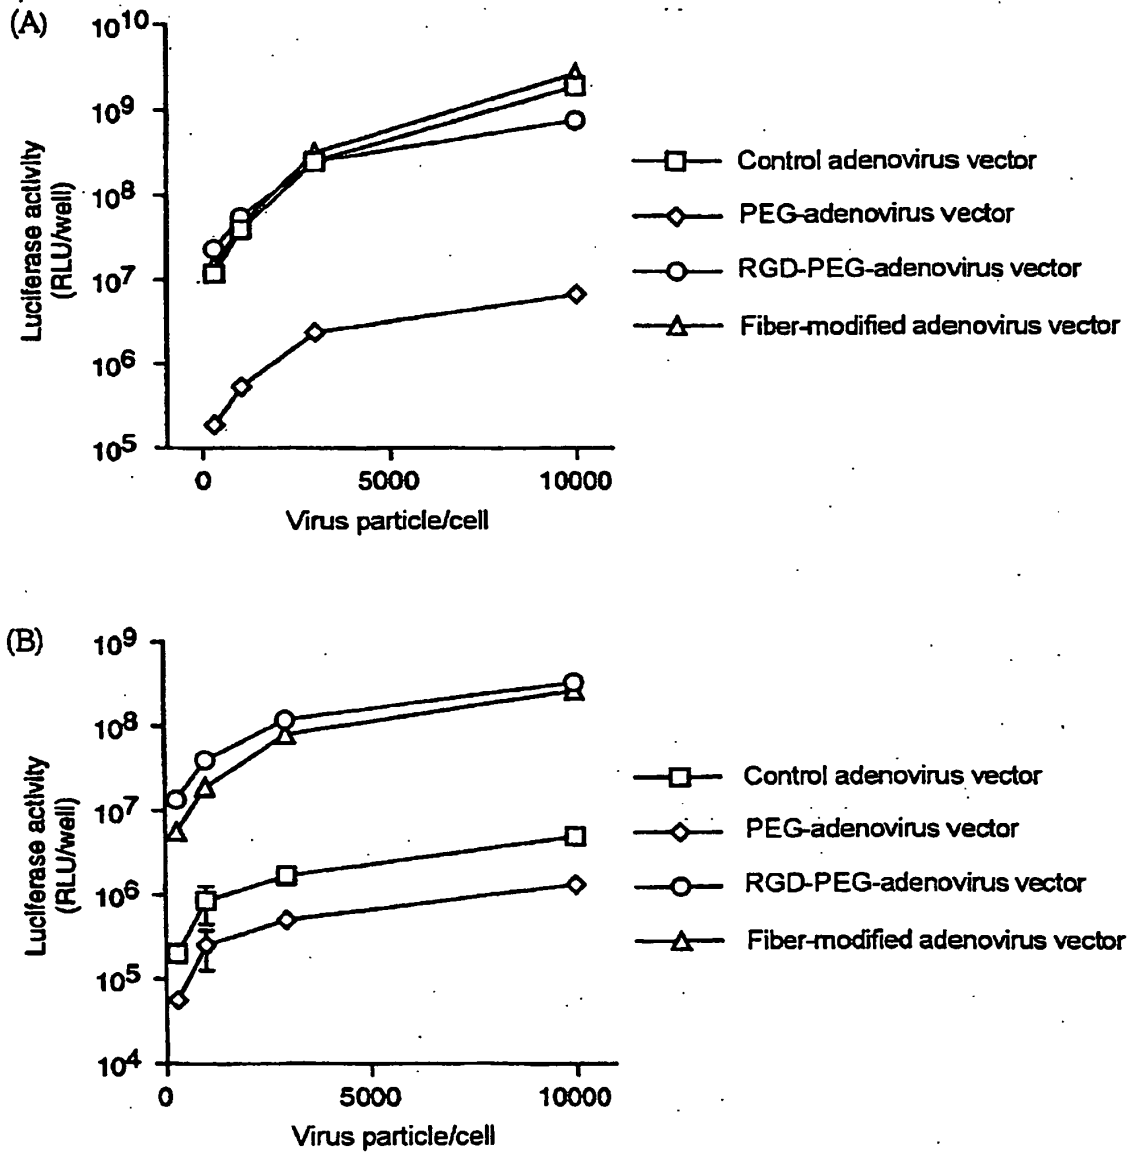 (A)
10^10
10^9
10^8
10^7
10^6
10^5
Luciferase activity
(RLU/well)
0 5000 10000
Virus particle/cell
Control adenovirus vector
PEG-adenovirus vector
RGD-PEG-adenovirus vector
Fiber-modified adenovirus vector
(B)
10^9
10^8
10^7
10^6
10^5
10^4
Luciferase activity
(RLU/well)
0 5000 10000
Virus particle/cell
Control adenovirus vector
PEG-adenovirus vector
RGD-PEG-adenovirus vector
Fiber-modified adenovirus vector